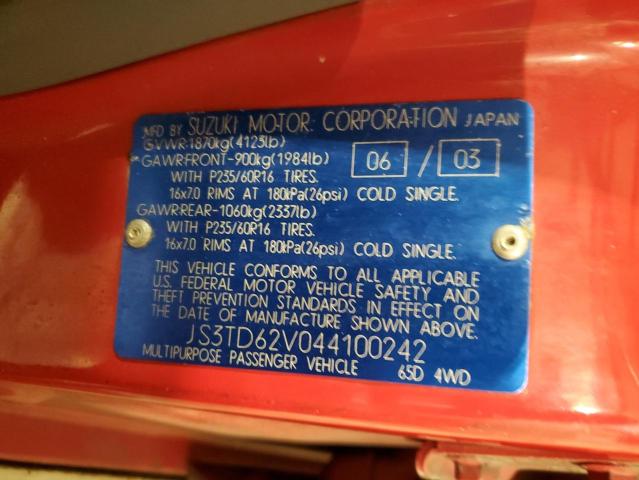 MFD BY SUZUKI MOTOR CORPORATION JAPAN
GVWR:1870kg(4123lb)
GAWR:FRONT-900kg(1984lb) 06 / 03
WITH P235/60R16 TIRES.
16x7.0 RIMS AT 180kPa(26psi) COLD SINGLE.
GAWR:REAR-1060kg(2337lb)
WITH P235/60R16 TIRES.
16x7.0 RIMS AT 180kPa(26psi) COLD SINGLE.
THIS VEHICLE CONFORMS TO ALL APPLICABLE
U.S. FEDERAL MOTOR VEHICLE SAFETY AND
THEFT PREVENTION STANDARDS IN EFFECT ON
THE DATE OF MANUFACTURE SHOWN ABOVE.
JS3TD62V044100242
MULTIPURPOSE PASSENGER VEHICLE 65D 4WD